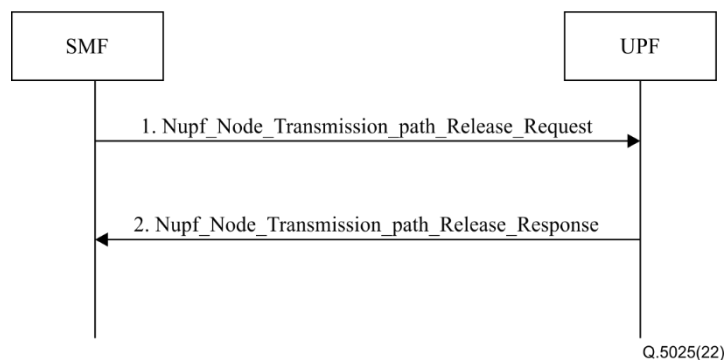 SMF
UPF
1. Nupf_Node_Transmission_path_Release_Request
2. Nupf_Node_Transmission_path_Release_Response
Q.5025(22)